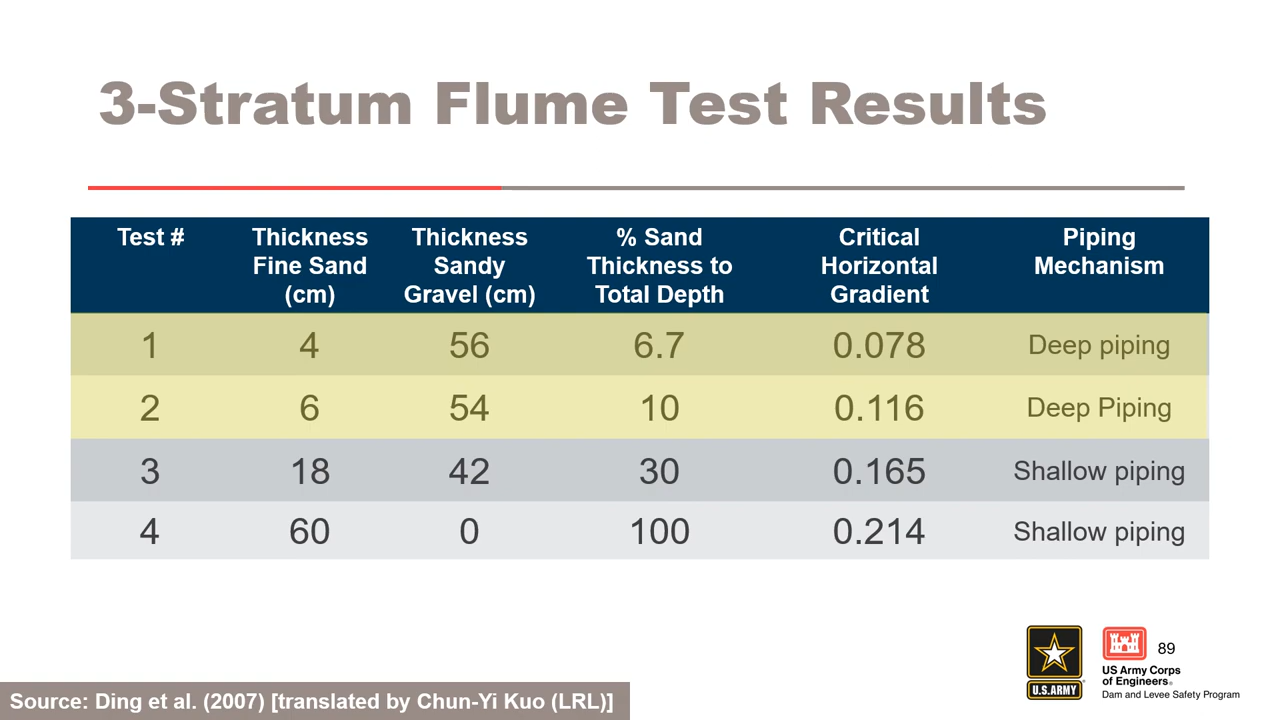 3-Stratum Flume Test Results
Test # Thickness Fine Sand (cm) Thickness Sandy Gravel (cm) % Sand Thickness to Total Depth Critical Horizontal Gradient Piping Mechanism
1 4 56 6.7 0.078 Deep piping
2 6 54 10 0.116 Deep Piping
3 18 42 30 0.165 Shallow piping
4 60 0 100 0.214 Shallow piping
U.S.ARMY
89
US Army Corps
of Engineers®
Dam and Levee Safety Program
Source: Ding et al. (2007) [translated by Chun-Yi Kuo (LRL)]